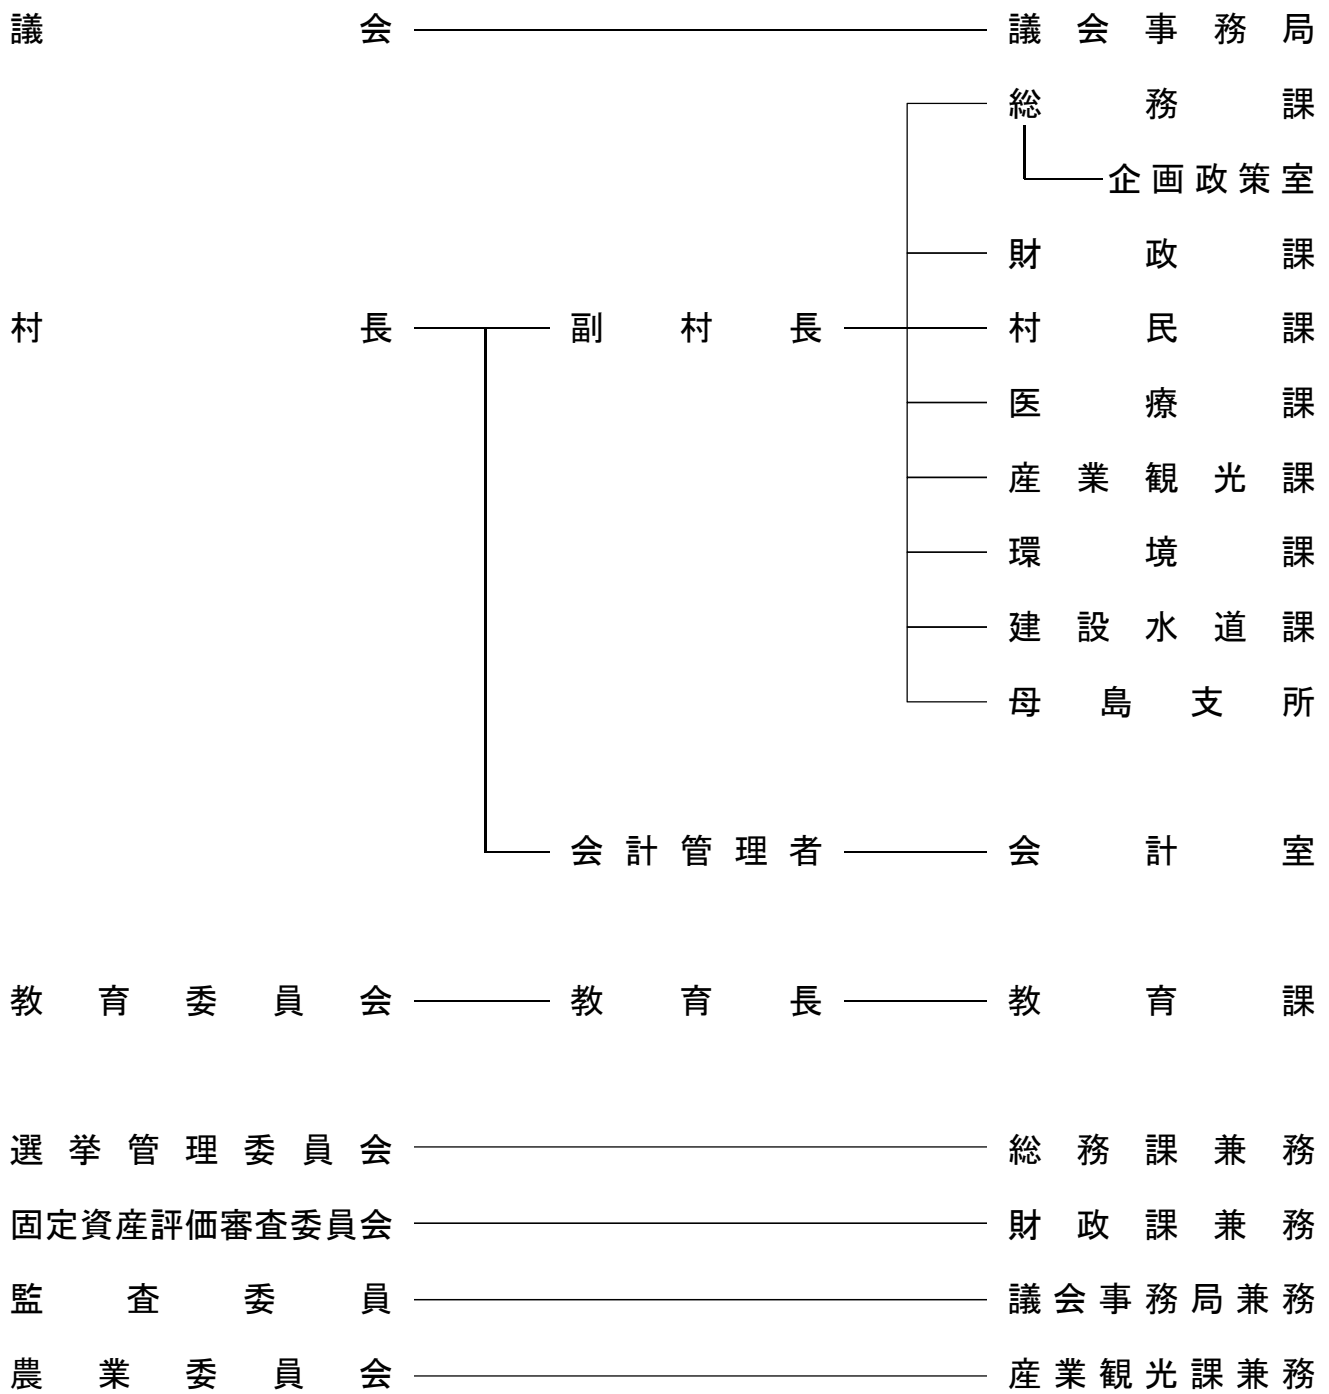 議会 議会事務局
総務課
企画政策室
財政課
村長 副村長 村民課
医療課
産業観光課
環境課
建設水道課
母島支所
会計管理者 会計室
教育委員会 教育長 教育課
選挙管理委員会 総務課兼務
固定資産評価審査委員会 財政課兼務
監査委員 議会事務局兼務
農業委員会 産業観光課兼務